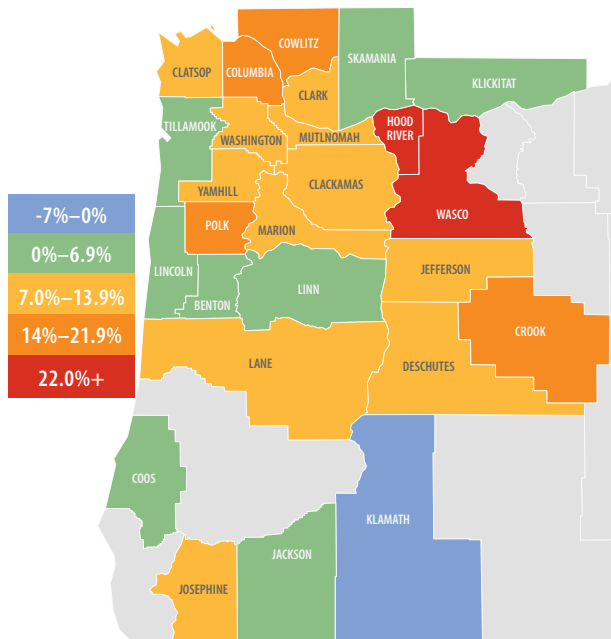 COWLITZ
SKAMANIA
CLATSOP
COLUMBIA
KLICKITAT
CLARK
TILLAMOOK
HOOD
RIVER
WASHINGTON
MUTLNOMAH
CLACKAMAS
YAMHILL
WASCO
POLK
MARION
-7%–0%
0%–6.9%
7.0%–13.9%
14%–21.9%
22.0%+
LINCOLN
JEFFERSON
LINN
BENTON
CROOK
LANE
DESCHUTES
COOS
KLAMATH
JACKSON
JOSEPHINE